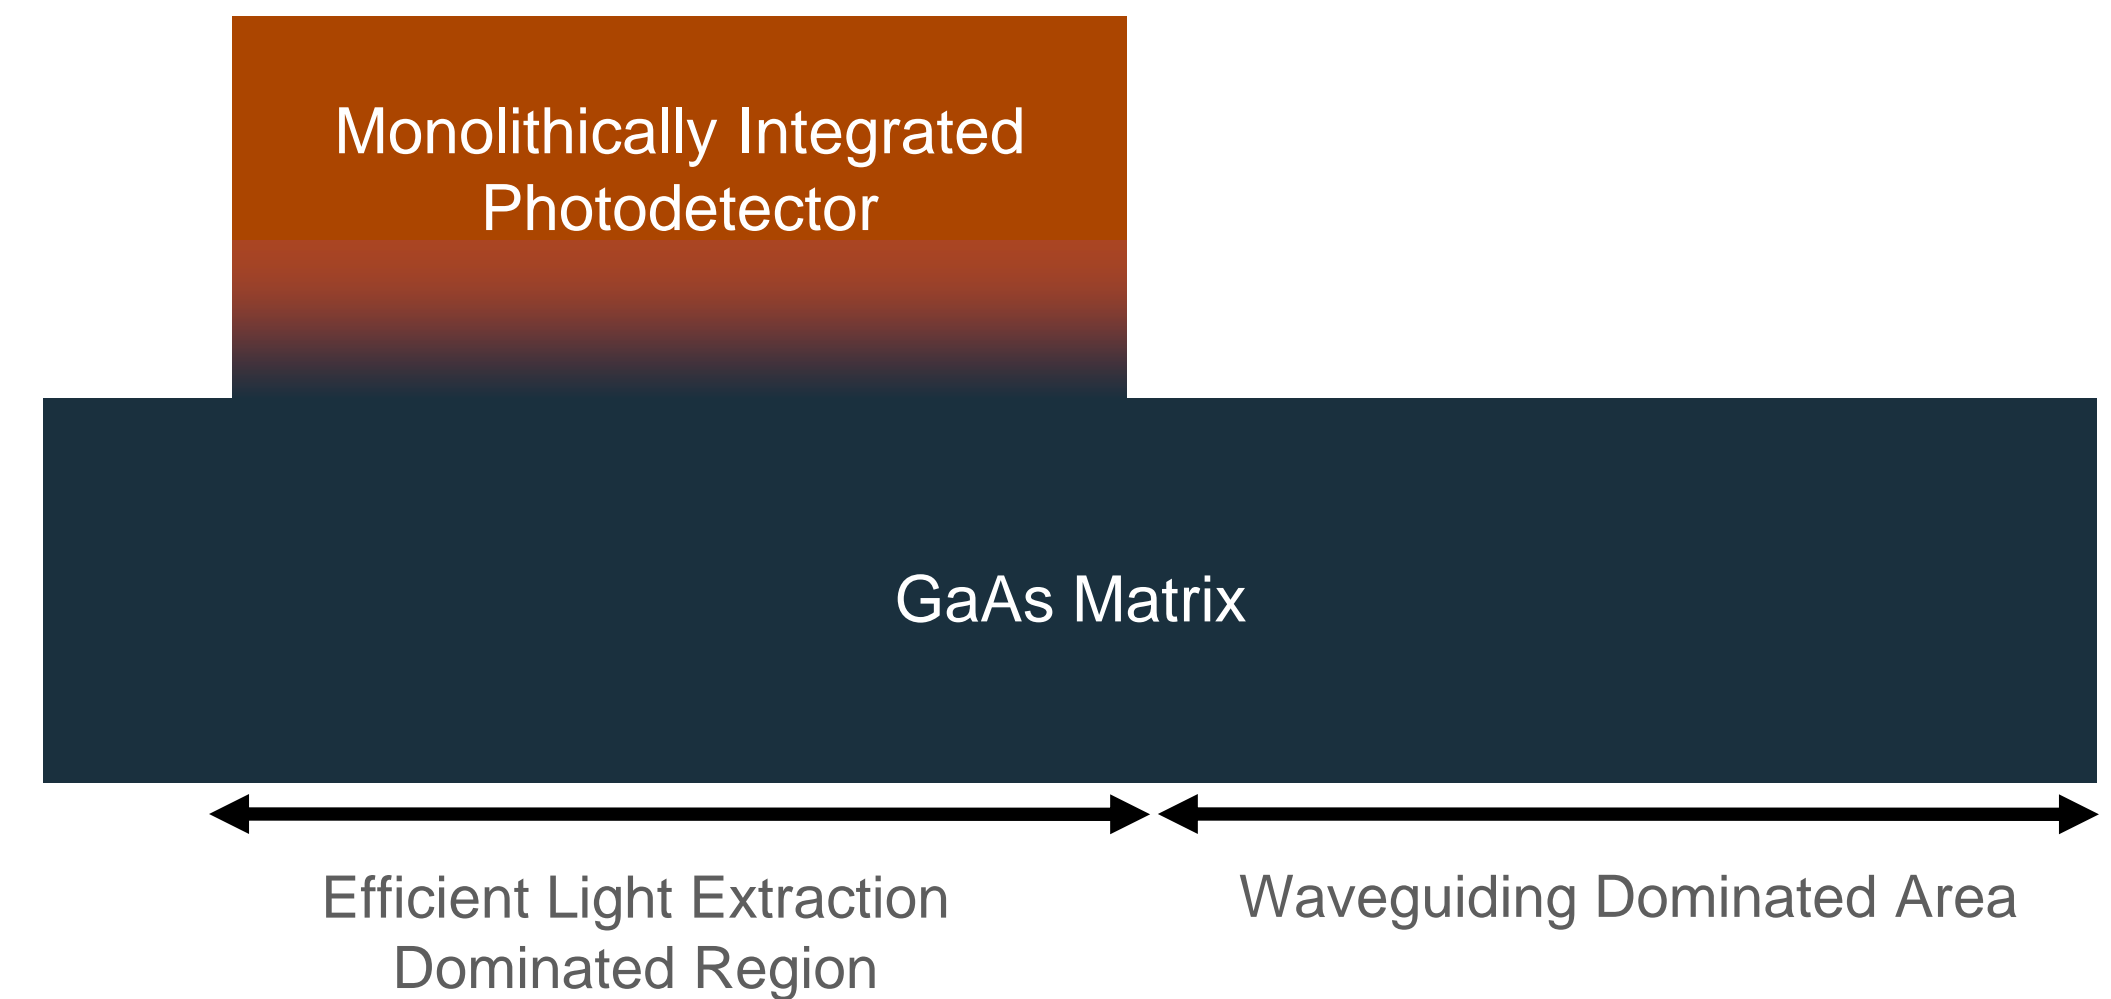 Monolithically Integrated
Photodetector
GaAs Matrix
Efficient Light Extraction
Dominated Region
Waveguiding Dominated Area